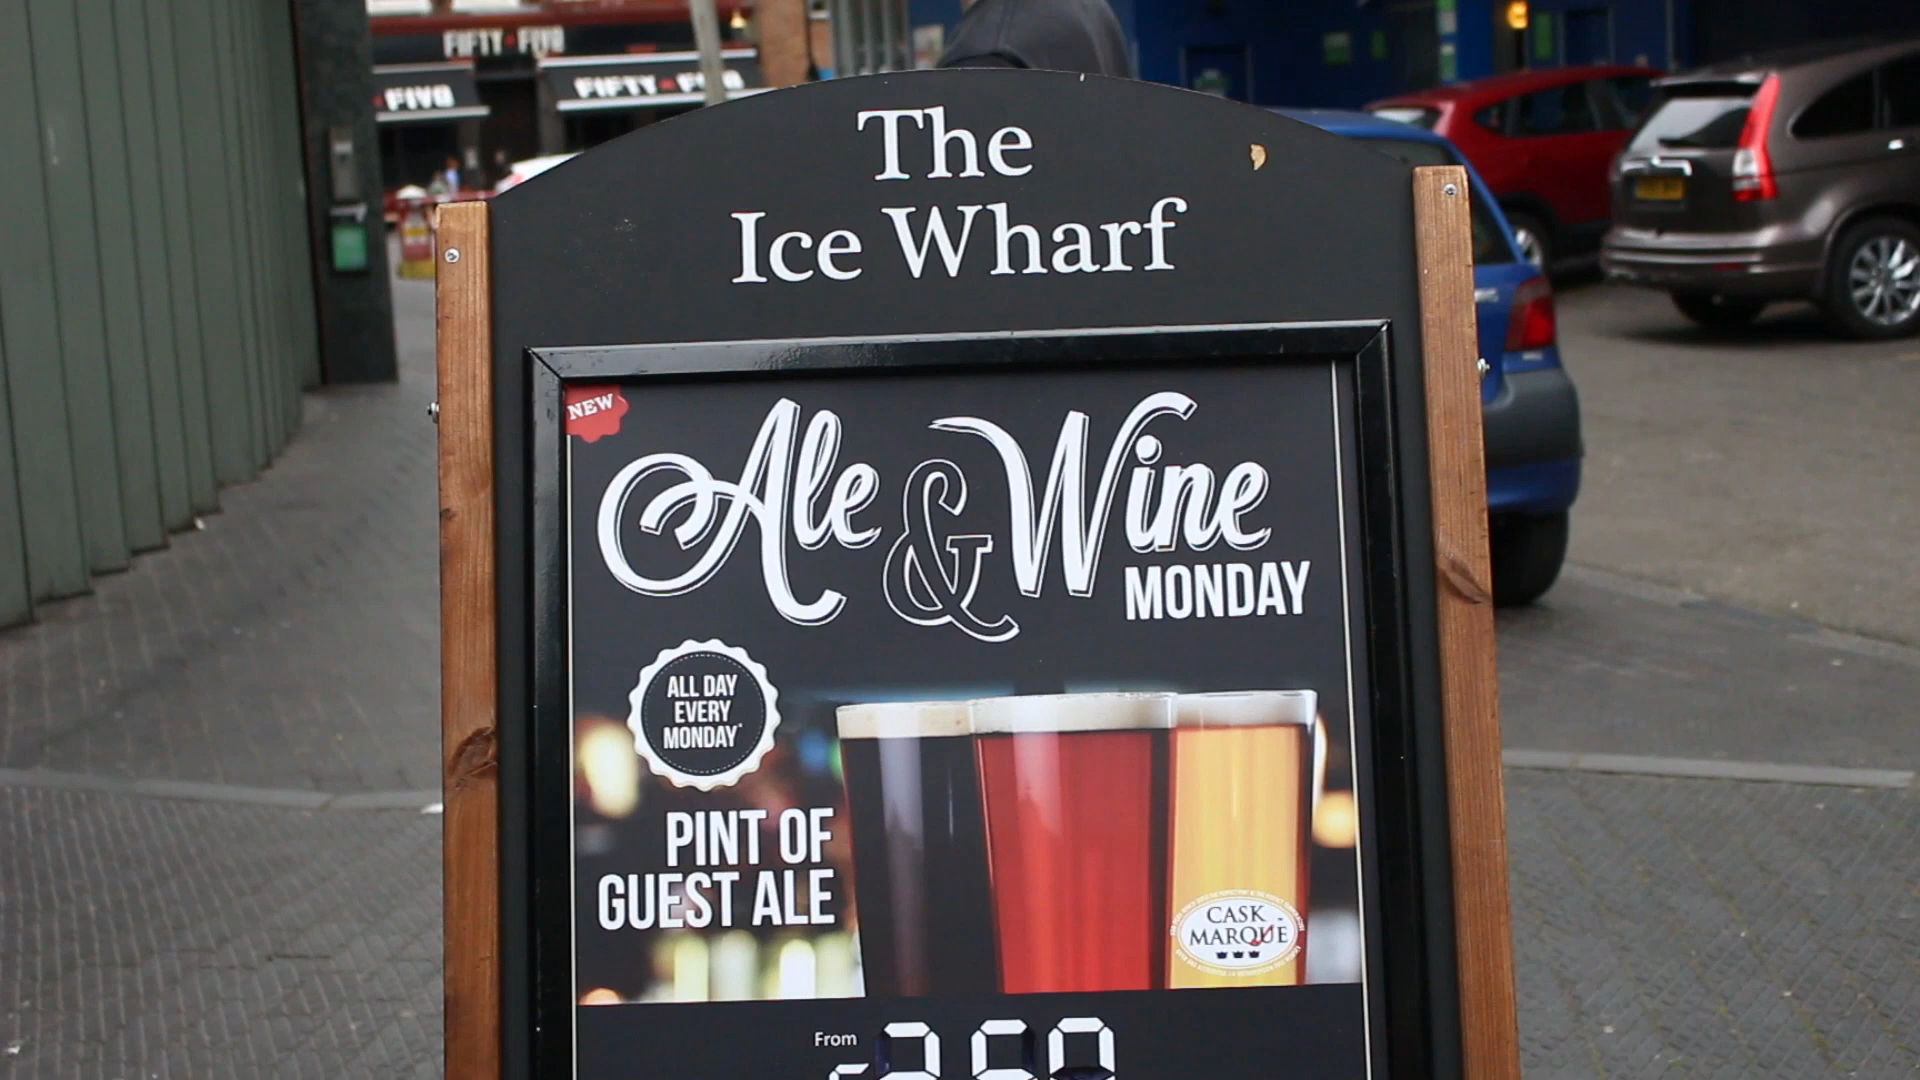 FIFTY FIVE
FIFTY FIVE
FIVE
The
Ice Wharf
NEW
Ale & Wine
MONDAY
ALL DAY
EVERY
MONDAY*
PINT OF
GUEST ALE
CASK
MARQUE
From